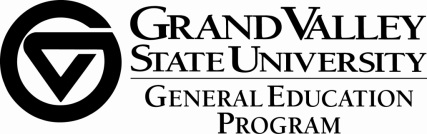 GRAND VALLEY
STATE UNIVERSITY
GENERAL EDUCATION
PROGRAM